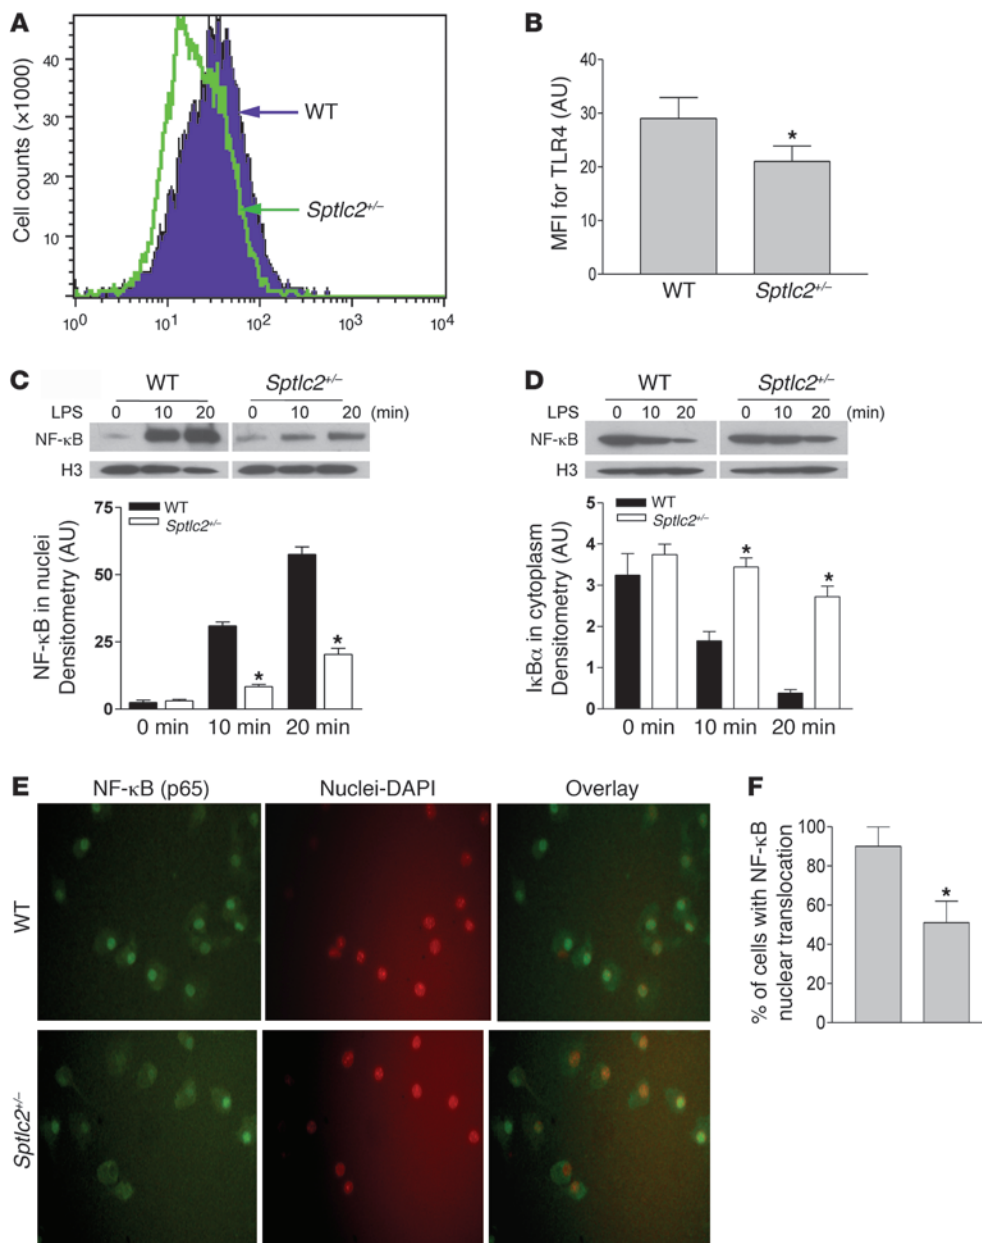 A
Cell counts (×1000)
40
30
20
10
WT
Sptlc2+/–
10⁰ 10¹ 10² 10³ 10⁴
B
MFI for TLR4 (AU)
40
30
20
10
0
*
WT Sptlc2+/–
C
WT Sptlc2+/–
LPS 0 10 20 0 10 20 (min)
NF-κB
H3
NF-κB in nuclei
Densitometry (AU)
75
50
25
0
WT
Sptlc2+/–
* *
0 min 10 min 20 min
D
WT Sptlc2+/–
LPS 0 10 20 0 10 20 (min)
NF-κB
H3
IκBα in cytoplasm
Densitometry (AU)
5
4
3
2
1
0
WT
Sptlc2+/–
* *
0 min 10 min 20 min
E
NF-κB (p65) Nuclei-DAPI Overlay
WT
Sptlc2+/–
F
% of cells with NF-κB
nuclear translocation
100
80
60
40
20
0
*